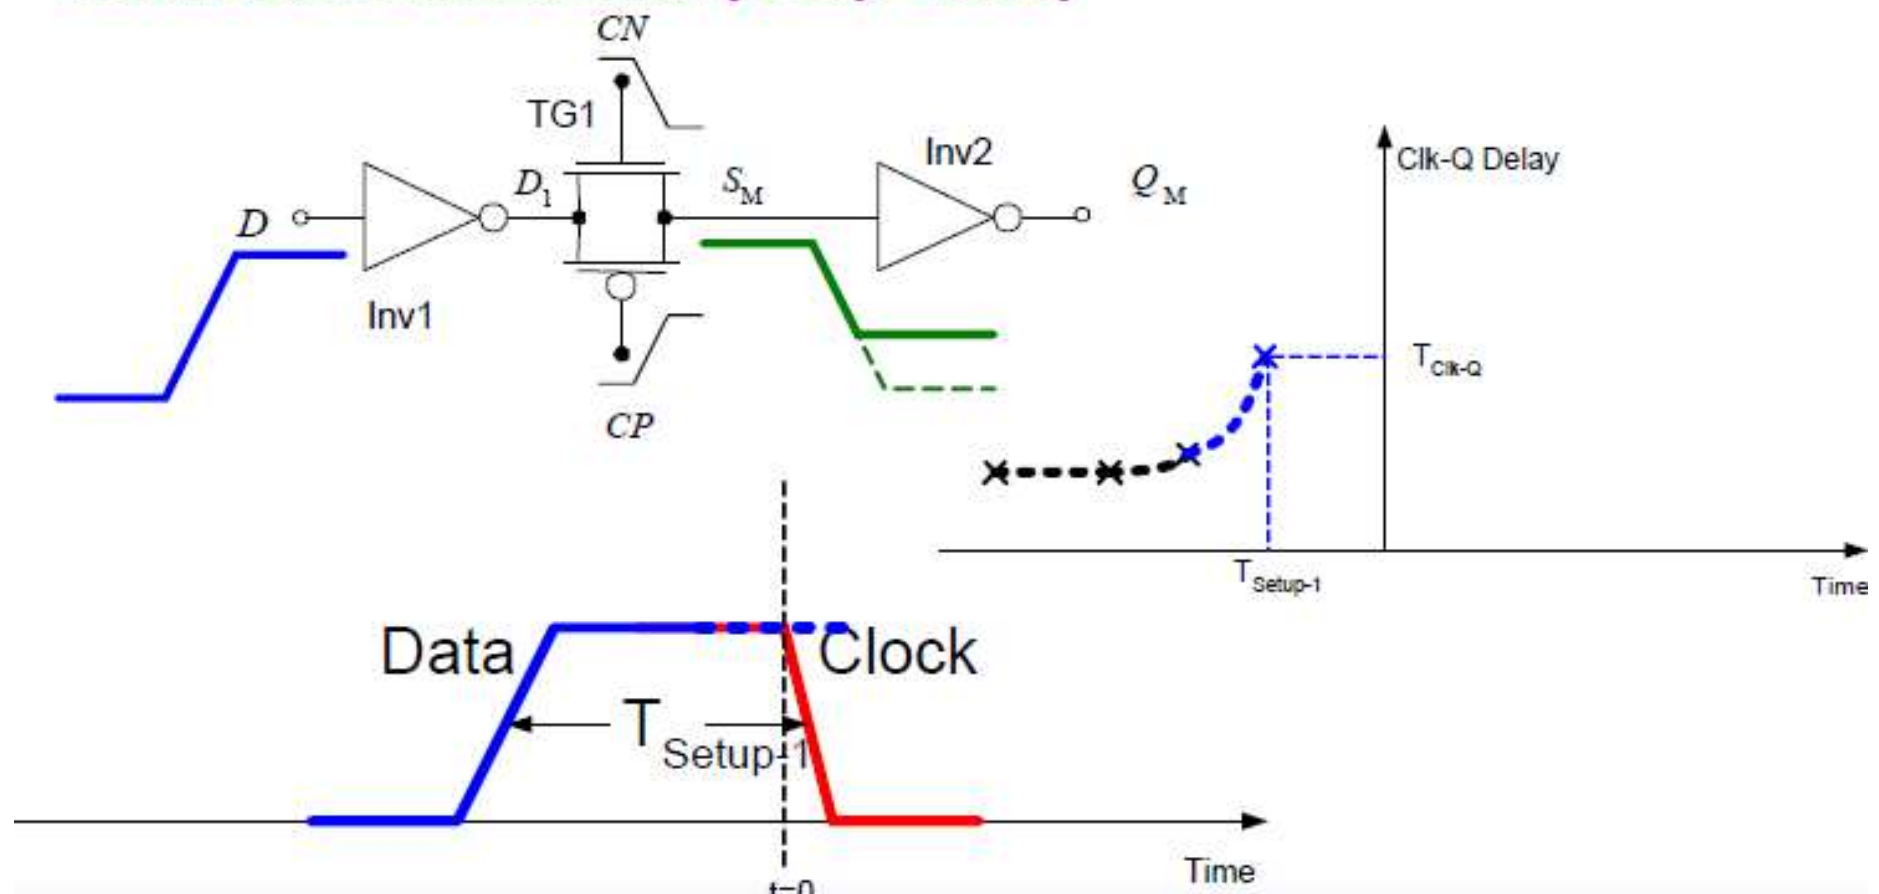 CN
TG1
Inv2
Clk-Q Delay
D
D1
SM
QM
Inv1
TClk-Q
CP
TSetup-1
Time
Data
Clock
TSetup-1
Time
t=0